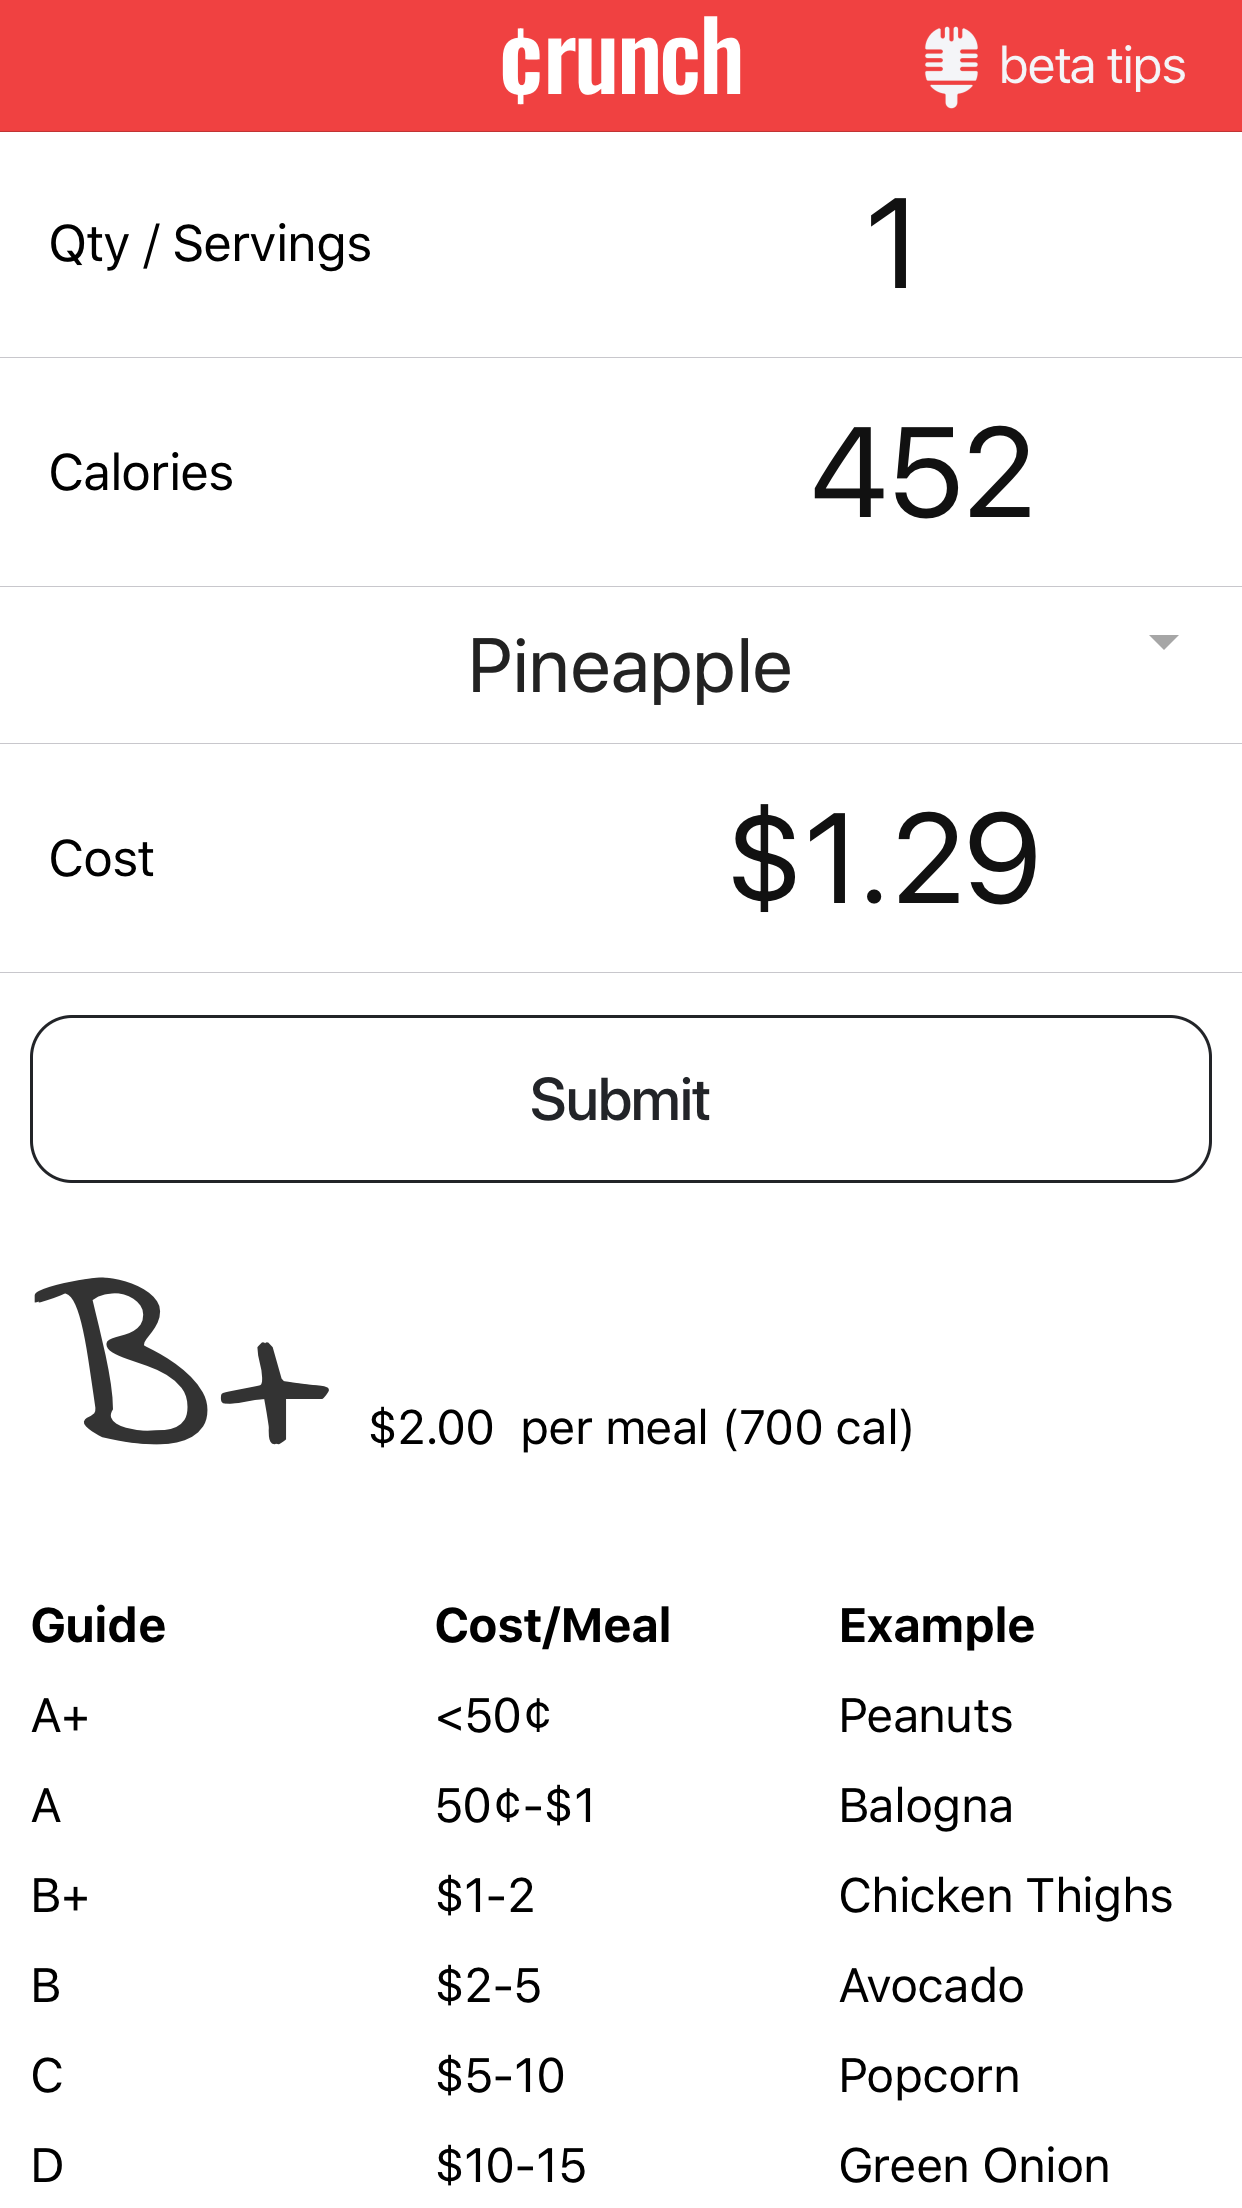 ¢runch
beta tips
Qty / Servings 1
Calories 452
Pineapple
Cost $1.29
Submit
B+ $2.00 per meal (700 cal)
Guide Cost/Meal Example
A+ <50¢ Peanuts
A 50¢-$1 Balogna
B+ $1-2 Chicken Thighs
B $2-5 Avocado
C $5-10 Popcorn
D $10-15 Green Onion